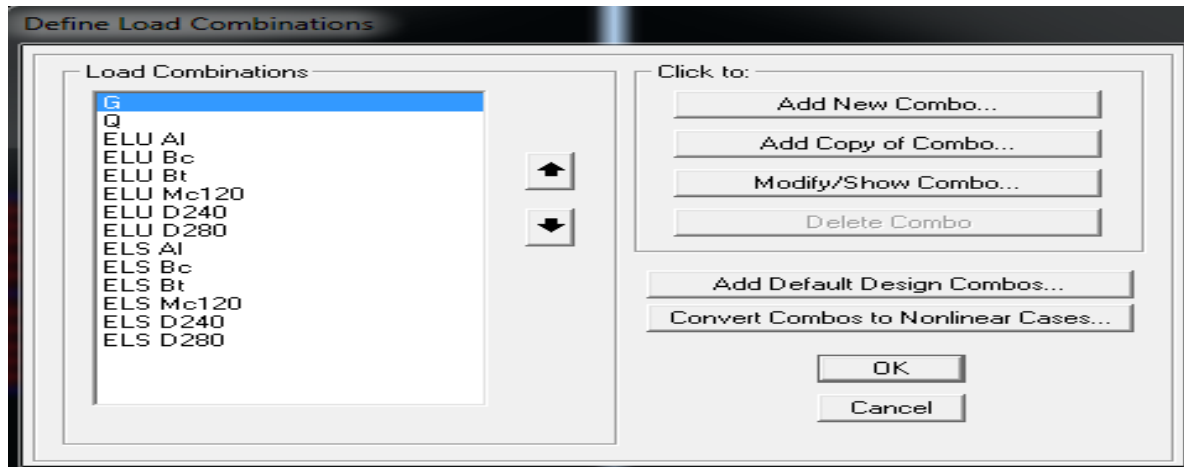 Define Load Combinations
Load Combinations
G
Q
ELU Al
ELU Bc
ELU Bt
ELU Mc120
ELU D240
ELU D280
ELS Al
ELS Bc
ELS Bt
ELS Mc120
ELS D240
ELS D280
Click to:
Add New Combo...
Add Copy of Combo...
Modify/Show Combo...
Delete Combo
Add Default Design Combos...
Convert Combos to Nonlinear Cases...
OK
Cancel